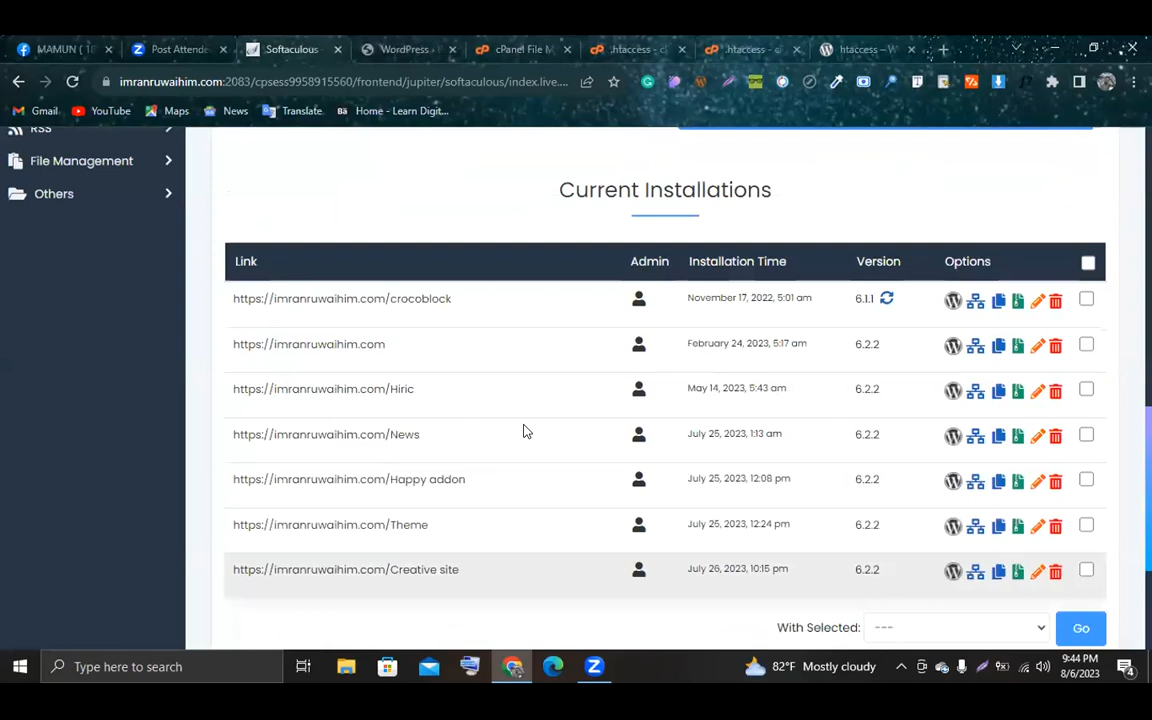 MAMUN ( 18
Post Attende
Softaculous
WordPress
cPanel File M
.htaccess - c
.htaccess - c
htaccess – W
imranruwaihim.com:2083/cpsess9958915560/frontend/jupiter/softaculous/index.live....
Gmail
YouTube
Maps
News
Translate
Home - Learn Digit...
RSS
File Management
Others
Current Installations
Link Admin Installation Time Version Options
https://imranruwaihim.com/crocoblock November 17, 2022, 5:01 am 6.1.1
https://imranruwaihim.com February 24, 2023, 5:17 am 6.2.2
https://imranruwaihim.com/Hiric May 14, 2023, 5:43 am 6.2.2
https://imranruwaihim.com/News July 25, 2023, 1:13 am 6.2.2
https://imranruwaihim.com/Happy addon July 25, 2023, 12:08 pm 6.2.2
https://imranruwaihim.com/Theme July 25, 2023, 12:24 pm 6.2.2
https://imranruwaihim.com/Creative site July 26, 2023, 10:15 pm 6.2.2
With Selected: --- Go
Type here to search
82°F Mostly cloudy
9:44 PM
8/6/2023
4